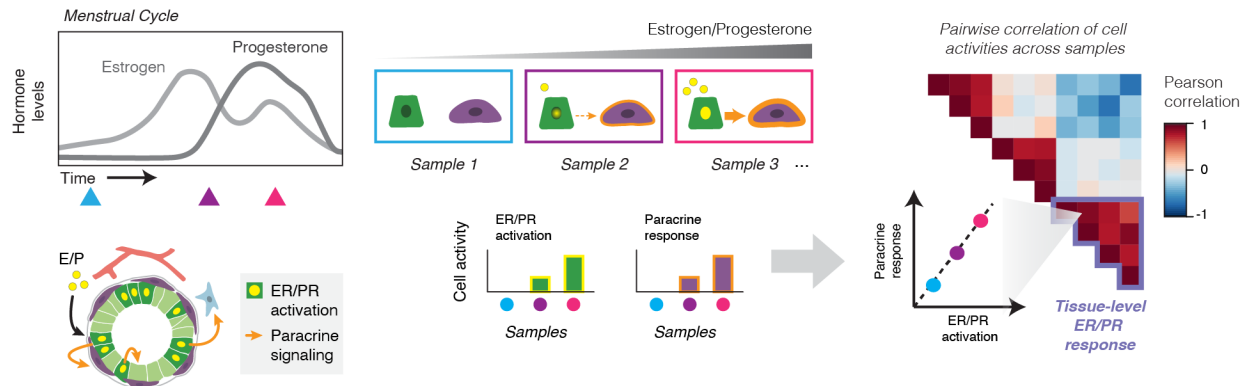 Menstrual Cycle
Hormone
levels
Estrogen
Progesterone
Time
E/P
ER/PR
activation
Paracrine
signaling
Estrogen/Progesterone
Sample 1
Sample 2
Sample 3
...
Cell activity
ER/PR
activation
Samples
Paracrine
response
Samples
Pairwise correlation of cell
activities across samples
Pearson
correlation
1
0
-1
Paracrine
response
ER/PR
activation
Tissue-level
ER/PR
response